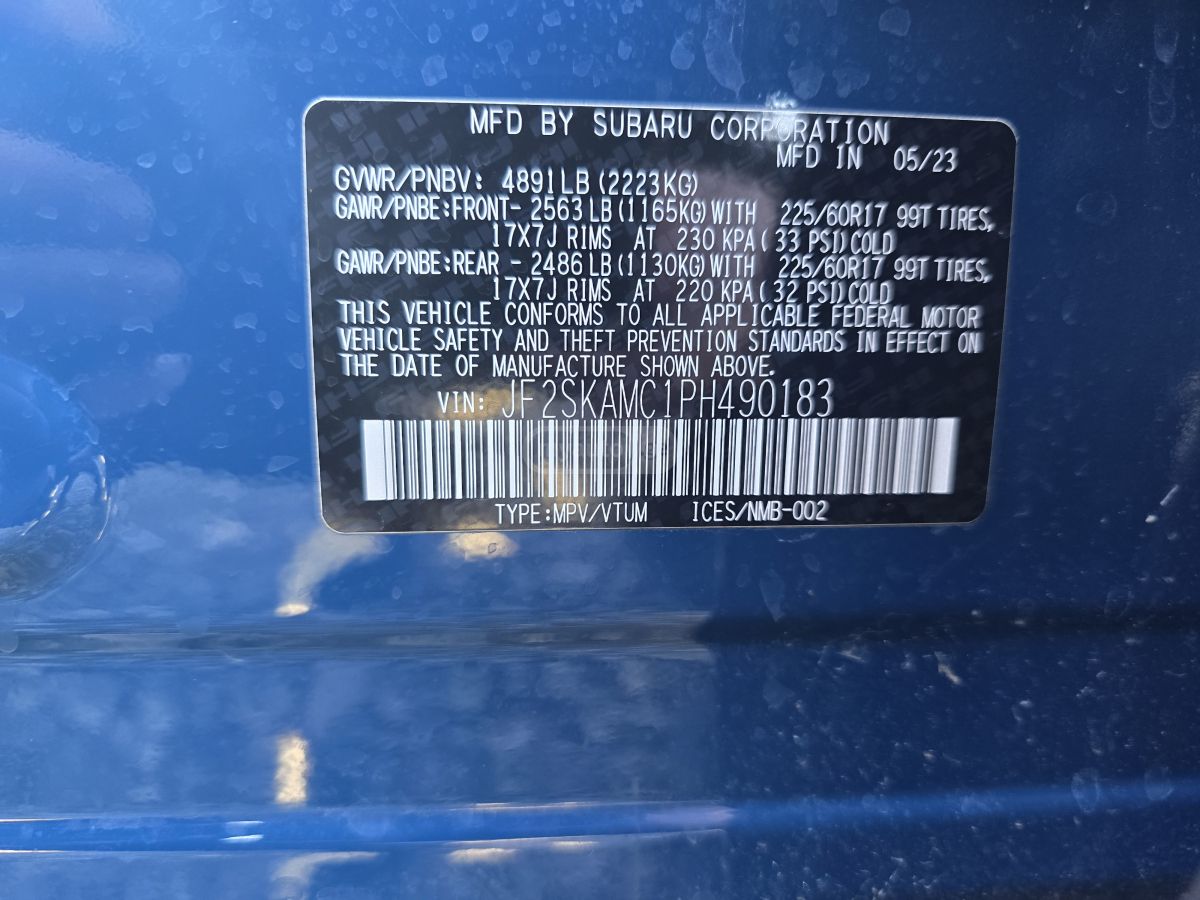 MFD BY SUBARU CORPORATION
MFD IN 05/23
GVWR/PNBV: 4891LB (2223KG)
GAWR/PNBE:FRONT- 2563LB (1165KG) WITH 225/60R17 99T TIRES,
17X7J RIMS AT 230 KPA( 33 PSI) COLD
GAWR/PNBE:REAR - 2486LB (1130KG) WITH 225/60R17 99T TIRES,
17X7J RIMS AT 220 KPA( 32 PSI) COLD
THIS VEHICLE CONFORMS TO ALL APPLICABLE FEDERAL MOTOR
VEHICLE SAFETY AND THEFT PREVENTION STANDARDS IN EFFECT ON
THE DATE OF MANUFACTURE SHOWN ABOVE.
VIN: JF2SKAMC1PH490183
TYPE:MPV/VTUM ICES/NMB-002